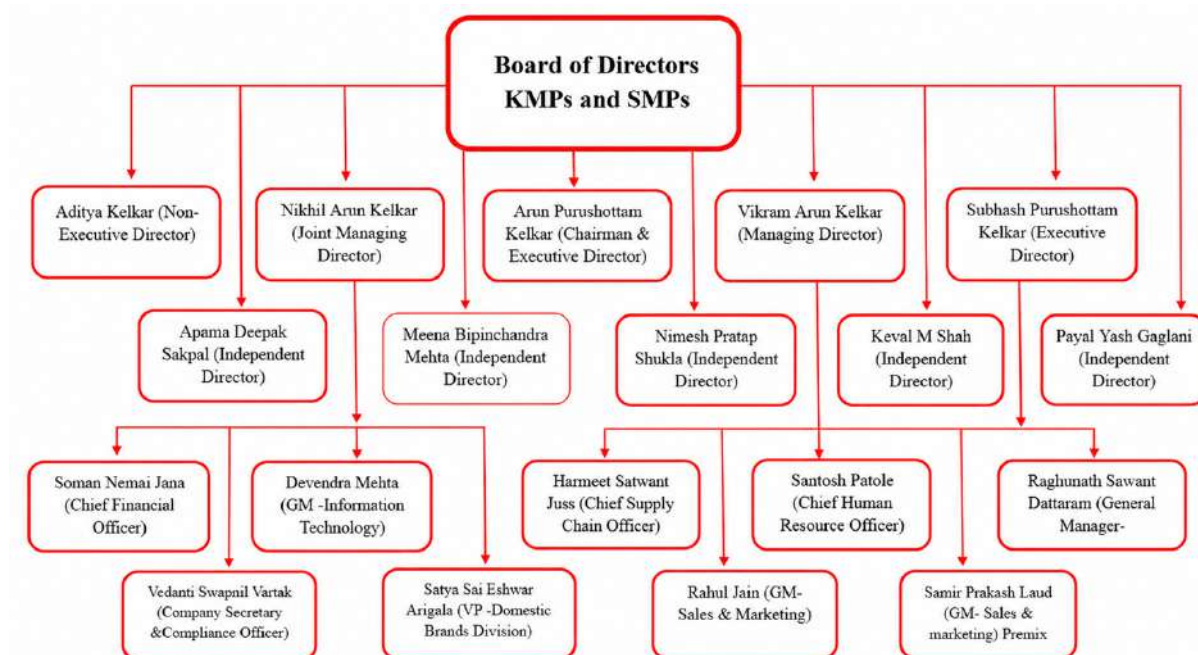 Board of Directors
KMPs and SMPs
Aditya Kelkar (Non-
Executive Director)
Nikhil Arun Kelkar
(Joint Managing
Director)
Arun Purushottam
Kelkar (Chairman &
Executive Director)
Vikram Arun Kelkar
(Managing Director)
Subhash Purushottam
Kelkar (Executive
Director)
Apama Deepak
Sakpal (Independent
Director)
Meena Bipinchandra
Mehta (Independent
Director)
Nimesh Pratap
Shukla (Independent
Director)
Keval M Shah
(Independent
Director)
Payal Yash Gaglani
(Independent
Director)
Soman Nemai Jana
(Chief Financial
Officer)
Devendra Mehta
(GM -Information
Technology)
Harmeet Satwant
Juss (Chief Supply
Chain Officer)
Santosh Patole
(Chief Human
Resource Officer)
Raghunath Sawant
Dattaram (General
Manager-
Vedanti Swapnil Vartak
(Company Secretary
&Compliance Officer)
Satya Sai Eshwar
Arigala (VP -Domestic
Brands Division)
Rahul Jain (GM-
Sales & Marketing)
Samir Prakash Laud
(GM- Sales &
marketing) Premix